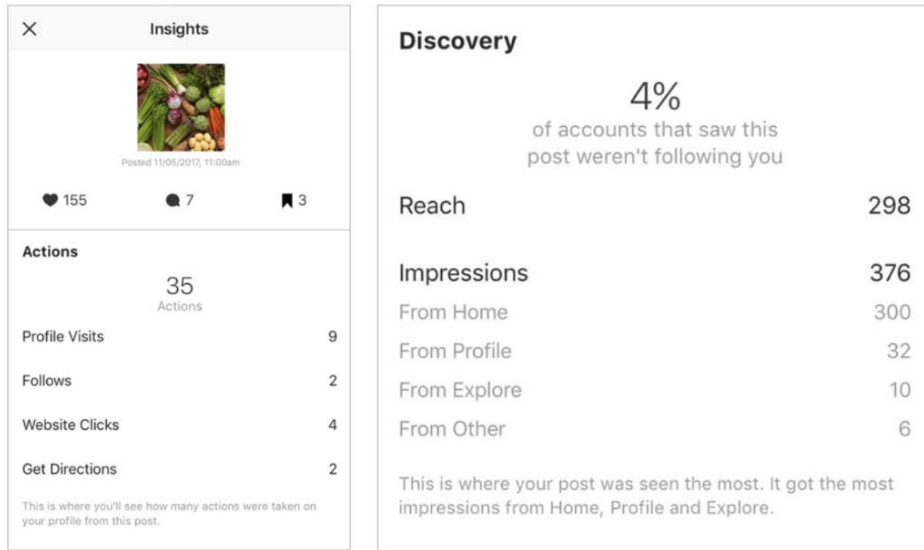 Insights
Posted 11/05/2017, 11:00am
155 7 3
Actions
35
Actions
Profile Visits 9
Follows 2
Website Clicks 4
Get Directions 2
This is where you'll see how many actions were taken on
your profile from this post.
Discovery
4%
of accounts that saw this
post weren't following you
Reach 298
Impressions 376
From Home 300
From Profile 32
From Explore 10
From Other 6
This is where your post was seen the most. It got the most
impressions from Home, Profile and Explore.